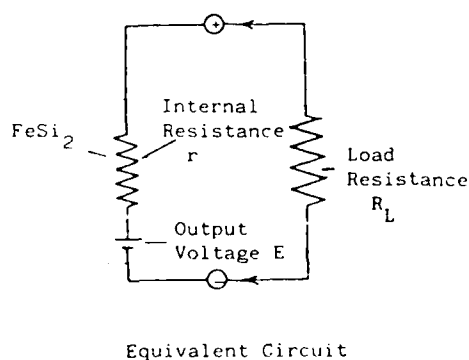 +
FeSi2
Internal
Resistance
r
Load
Resistance
RL
Output
Voltage E
−
Equivalent Circuit